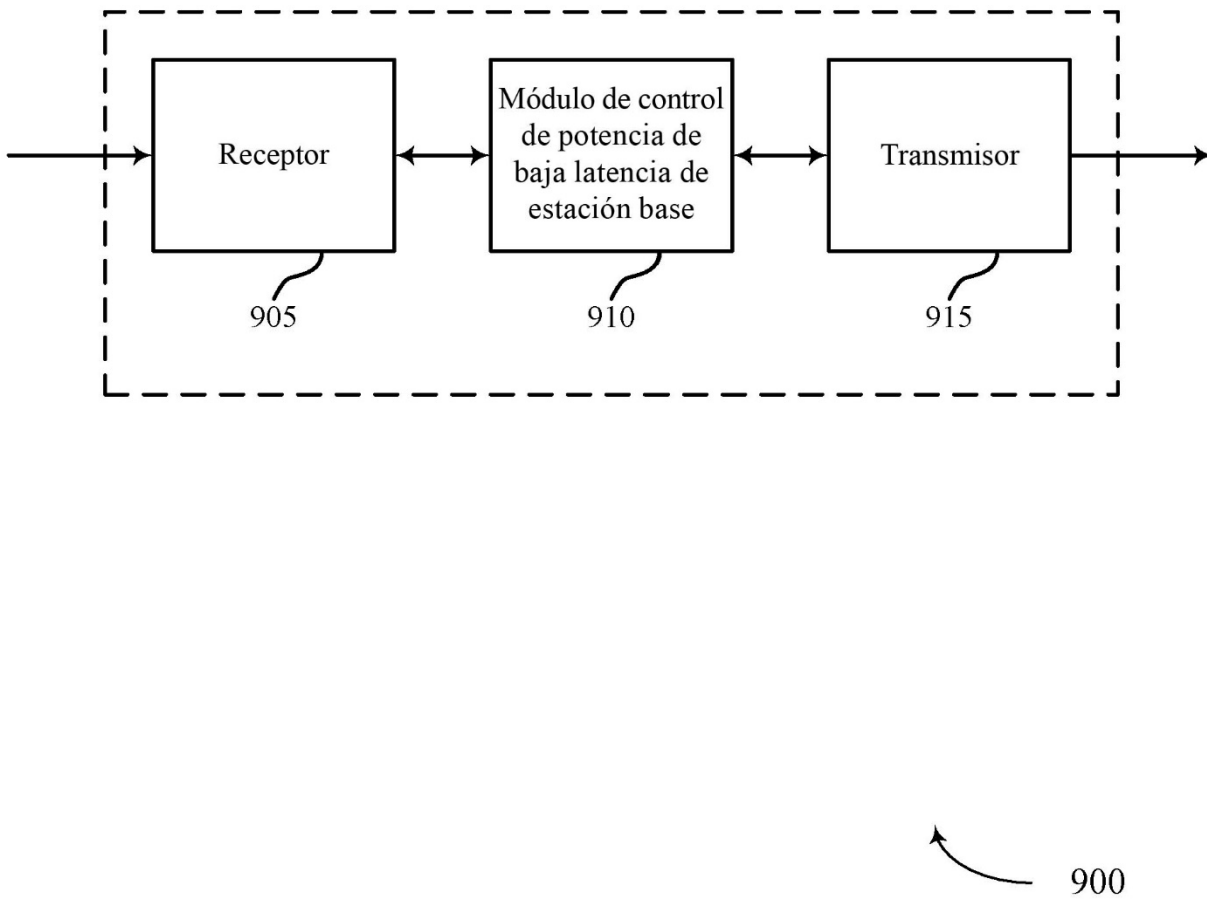 Receptor
Módulo de control
de potencia de
baja latencia de
estación base
Transmisor
905
910
915
900